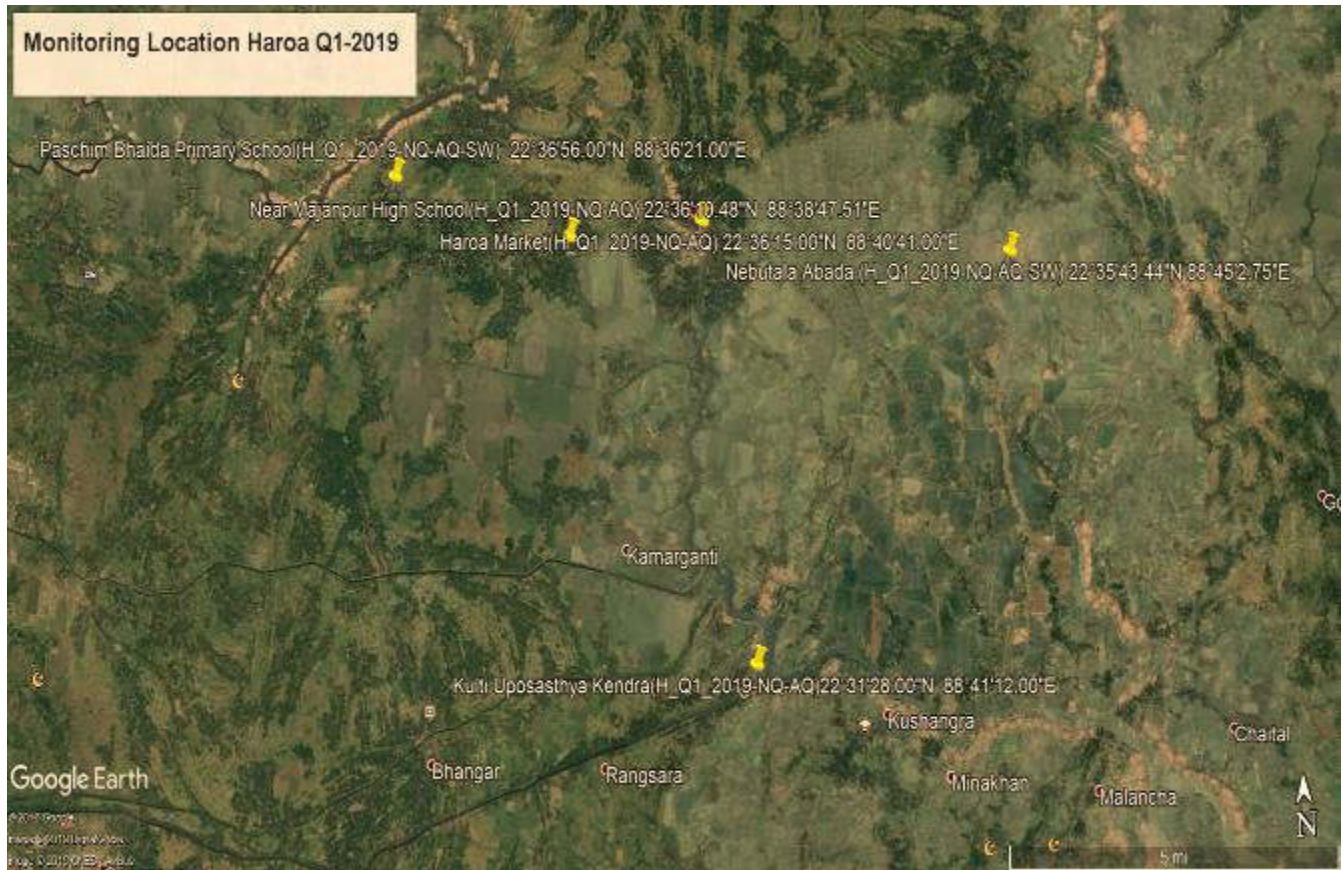 Monitoring Location Haroa Q1-2019
Paschim Bhaida Primary School(H_Q1_2019-NQ-AQ-SW) 22°36'56.00"N 88°36'21.00"E
Near Majanpur High School(H_Q1_2019-NQ-AQ) 22°36'10.48"N 88°38'47.51"E
Haroa Market(H_Q1_2019-NQ-AQ) 22°36'15.00"N 88°40'41.00"E
Nebutala Abada (H_Q1_2019-NQ-AQ-SW) 22°35'43.44"N 88°45'2.75"E
Kamarganti
Kulti Uposasthya Kendra(H_Q1_2019-NQ-AQ)22°31'28.00"N 88°41'12.00"E
Kushangra
Chaital
Bhangar
Rangsara
Minakhan
Malancha
Google Earth
N
5 mi